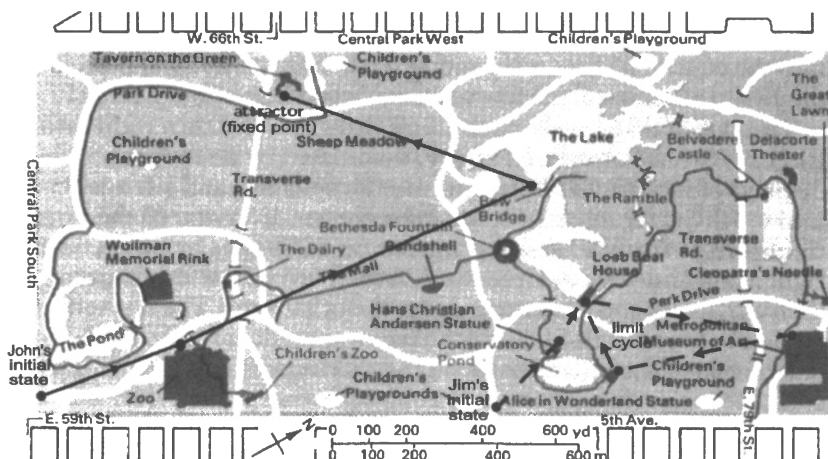 W. 66th St.
Central Park West
Children's Playground
Tavern on the Green
Children's
Playground
The
Great
Lawn
Park Drive
attractor
(fixed point)
The Lake
Belvedere
Castle
Delacorte
Theater
Sheep Meadow
Children's
Playground
Central Park South
Transverse
Rd.
Bow
Bridge
The Ramble
Bethesda Fountain
Bandshell
Wollman
Memorial Rink
The Dairy
The Mall
Loeb Boat
House
Transverse
Rd.
Cleopatra's Needle
Park Drive
Hans Christian
Andersen Statue
limit
cycle
Metropolitan
Museum of Art
The Pond
John's
initial
state
Children's Zoo
Conservatory
Pond
Children's
Playground
Zoo
Children's
Playgrounds
Jim's
initial
state
Alice in Wonderland Statue
E. 79th St.
E. 59th St.
5th Ave.
N
0 100 200 400 600 yd
0 100 200 400 600 m